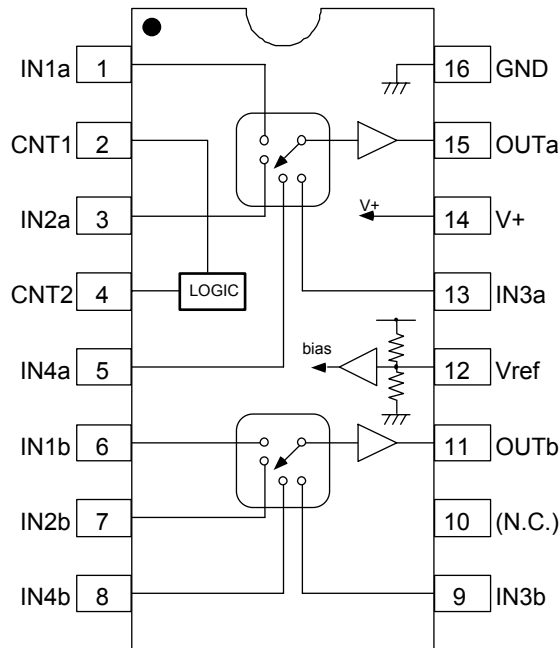 IN1a 1 16 GND
CNT1 2 15 OUTa
IN2a 3 V+ 14 V+
CNT2 4 LOGIC 13 IN3a
IN4a 5 bias 12 Vref
IN1b 6 11 OUTb
IN2b 7 10 (N.C.)
IN4b 8 9 IN3b